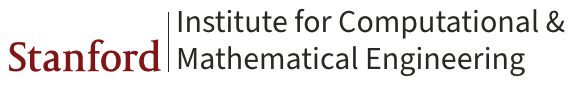 Stanford
Institute for Computational &
Mathematical Engineering